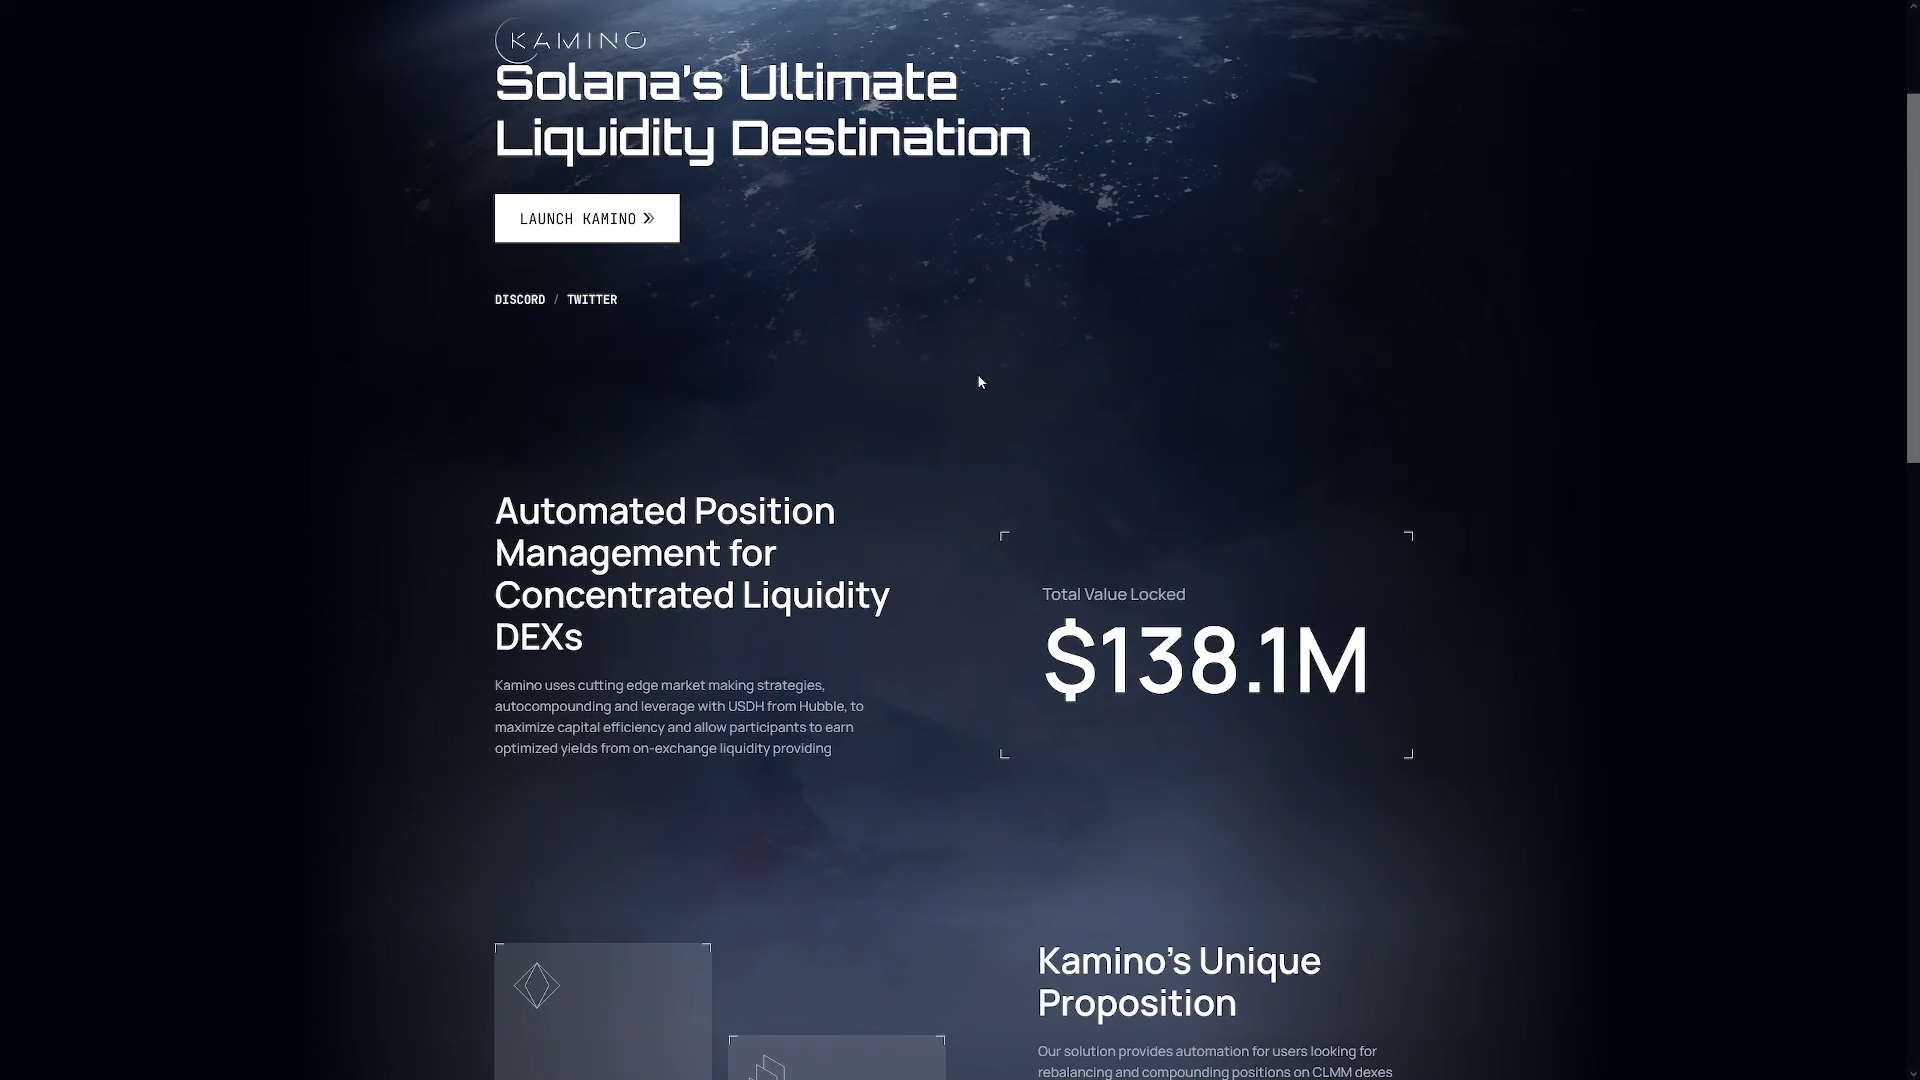 KAMINO
Solana's Ultimate
Liquidity Destination
LAUNCH KAMINO »
DISCORD / TWITTER
Automated Position
Management for
Concentrated Liquidity
DEXs
Kamino uses cutting edge market making strategies,
autocompounding and leverage with USDH from Hubble, to
maximize capital efficiency and allow participants to earn
optimized yields from on-exchange liquidity providing
Total Value Locked
$138.1M
Kamino's Unique
Proposition
Our solution provides automation for users looking for
rebalancing and compounding positions on CLMM dexes